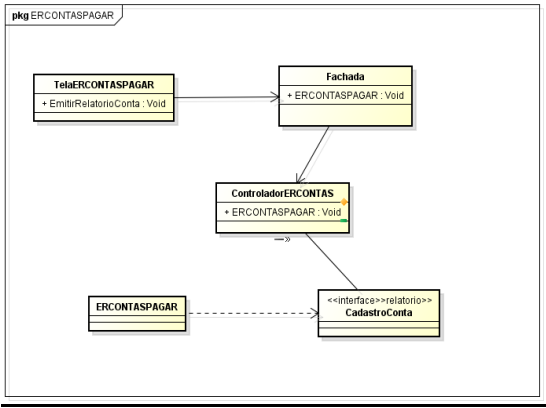 pkg ERCONTASPAGAR
TelaERCONTASPAGAR
+ EmitirRelatorioConta : Void
Fachada
+ ERCONTASPAGAR : Void
ControladorERCONTAS
+ ERCONTASPAGAR : Void
ERCONTASPAGAR
<<interface>>relatorio>>
CadastroConta